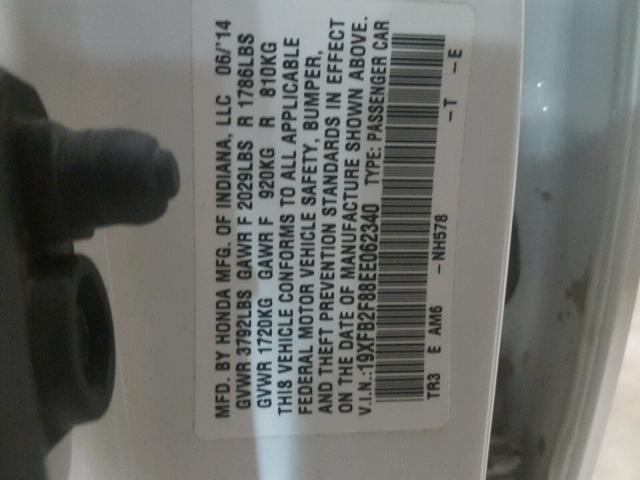 MFD. BY HONDA MFG. OF INDIANA, LLC 06/'14
GVWR 3792LBS GAWR F 2029LBS R 1786LBS
GVWR 1720KG GAWR F 920KG R 810KG
THIS VEHICLE CONFORMS TO ALL APPLICABLE
FEDERAL MOTOR VEHICLE SAFETY, BUMPER,
AND THEFT PREVENTION STANDARDS IN EFFECT
ON THE DATE OF MANUFACTURE SHOWN ABOVE.
V.I.N.:19XFB2F88EE062340 TYPE: PASSENGER CAR
TR3 E AM6 -NH578 -T -E